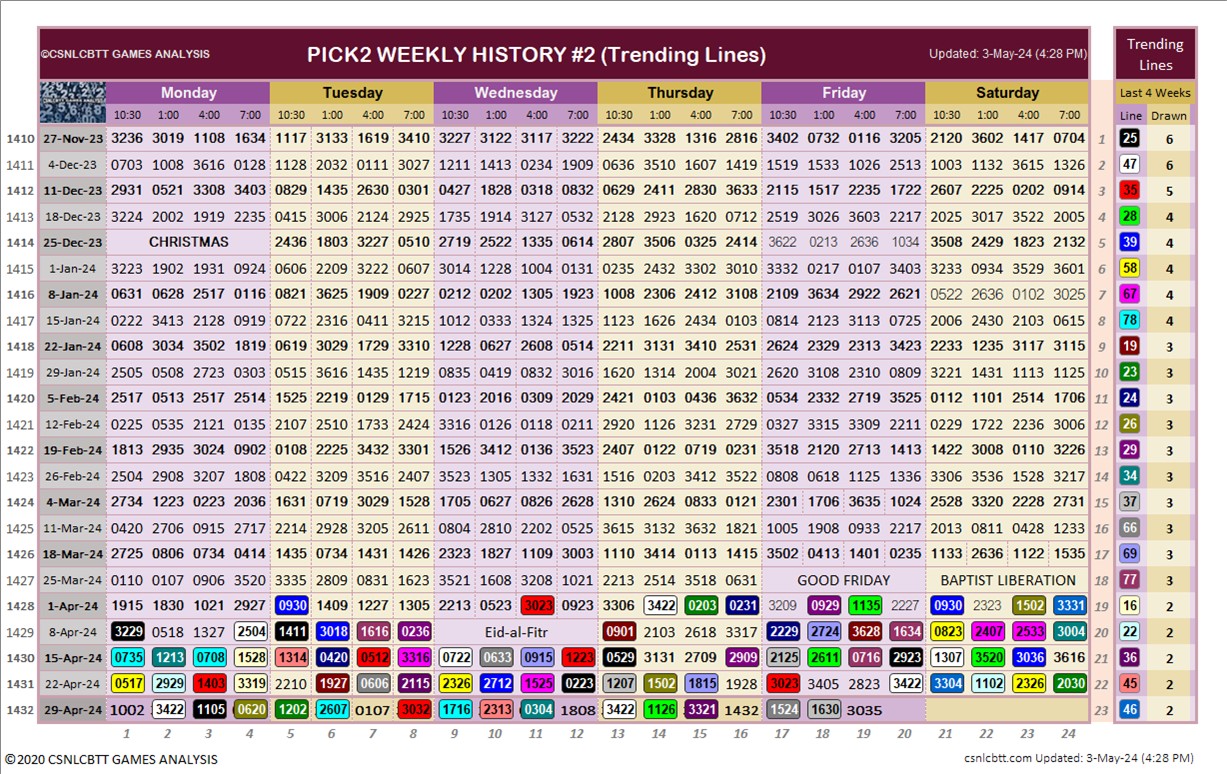 ©CSNLCBTT GAMES ANALYSIS PICK2 WEEKLY HISTORY #2 (Trending Lines) Updated: 3-May-24 (4:28 PM) Trending Lines
Monday Tuesday Wednesday Thursday Friday Saturday Last 4 Weeks
10:30 1:00 4:00 7:00 10:30 1:00 4:00 7:00 10:30 1:00 4:00 7:00 10:30 1:00 4:00 7:00 10:30 1:00 4:00 7:00 10:30 1:00 4:00 7:00 Line Drawn
1410 27-Nov-23 3236 3019 1108 1634 1117 3133 1619 3410 3227 3122 3117 3222 2434 3328 1316 2816 3402 0732 0116 3205 2120 3602 1417 0704 1 25 6
1411 4-Dec-23 0703 1008 3616 0128 1128 2032 0111 3027 1211 1413 0234 1909 0636 3510 1607 1419 1519 1533 1026 2513 1003 1132 3615 1326 2 47 6
1412 11-Dec-23 2931 0521 3308 3403 0829 1435 2630 0301 0427 1828 0318 0832 0629 2411 2830 3633 2115 1517 2235 1722 2607 2225 0202 0914 3 35 5
1413 18-Dec-23 3224 2002 1919 2235 0415 3006 2124 2925 1735 1914 3127 0532 2128 2923 1620 0712 2519 3026 3603 2217 2025 3017 3522 2005 4 28 4
1414 25-Dec-23 CHRISTMAS 2436 1803 3227 0510 2719 2522 1335 0614 2807 3506 0325 2414 3622 0213 2636 1034 3508 2429 1823 2132 5 39 4
1415 1-Jan-24 3223 1902 1931 0924 0606 2209 3222 0607 3014 1228 1004 0131 0235 2432 3302 3010 3332 0217 0107 3403 3233 0934 3529 3601 6 58 4
1416 8-Jan-24 0631 0628 2517 0116 0821 3625 1909 0227 0212 0202 1305 1923 1008 2306 2412 3108 2109 3634 2922 2621 0522 2636 0102 3025 7 67 4
1417 15-Jan-24 0222 3413 2128 0919 0722 2316 0411 3215 1012 0333 1324 1325 1123 1626 2434 0103 0814 2123 3113 0725 2006 2430 2103 0615 8 78 4
1418 22-Jan-24 0608 3034 3502 1819 0619 3029 1729 3310 1228 0627 2608 0514 2211 3131 3410 2531 2624 2329 2313 3423 2233 1235 3117 3115 9 19 3
1419 29-Jan-24 2505 0508 2723 0303 0515 3616 1435 1219 0835 0419 0832 3016 1620 1314 2004 3021 2630 3108 2310 0809 3221 1431 1113 1125 10 23 3
1420 5-Feb-24 2517 0513 2517 2514 1525 2219 0129 1715 0123 2016 0309 2029 2421 0103 0436 3632 0534 2332 2719 3525 0112 1101 2514 1706 11 24 3
1421 12-Feb-24 0225 0535 2121 0135 2107 2510 1733 2424 3316 0126 0118 0211 2920 1126 3231 2729 0327 3315 3309 2211 0229 1722 2236 3006 12 26 3
1422 19-Feb-24 1813 2935 3024 0902 0108 2225 3432 3301 1526 3412 0136 3523 2407 0122 0719 0231 3518 2120 2713 1413 1422 3008 0110 3226 13 29 3
1423 26-Feb-24 2504 2908 3207 1808 0422 3209 3516 2403 3523 1305 1332 1631 1516 0203 3412 3522 0808 0618 1125 1336 3306 3536 1528 3217 14 34 3
1424 4-Mar-24 2734 1223 0223 2036 1631 0719 3029 1528 1705 0627 0826 2628 1310 2624 0833 0121 2301 1706 3635 1024 2528 3320 2228 2731 15 37 3
1425 11-Mar-24 0420 2706 0915 2717 2214 2928 3205 2611 0804 2810 2202 0525 3615 3132 3632 1821 1005 1908 0933 2217 2013 0811 0428 1233 16 66 3
1426 18-Mar-24 2725 0806 0734 0414 1435 0734 1431 1426 2323 1827 1109 3003 1110 3414 0113 1415 3502 0413 1401 0235 1133 2636 1122 1535 17 69 3
1427 25-Mar-24 0110 0107 0906 3520 3335 2809 0831 1623 3521 1608 3208 1021 2213 2514 3518 0631 GOOD FRIDAY BAPTIST LIBERATION 18 77 3
1428 1-Apr-24 1915 1830 1021 2927 0930 1409 1227 1305 2213 0523 3023 0923 3306 3422 0203 0231 3209 0929 1135 2227 0930 2323 1502 3331 19 16 2
1429 8-Apr-24 3229 0518 1327 2504 1411 3018 1616 0236 Eid-al-Fitr 0901 2103 2618 3317 2229 2724 3628 1634 0823 2407 2533 3004 20 22 2
1430 15-Apr-24 0735 1213 0708 1528 1314 0420 0512 3316 0722 0633 0915 1223 0529 3131 2709 2909 2125 2611 0716 2923 1307 3520 3036 3616 21 36 2
1431 22-Apr-24 0517 2929 1403 3319 2210 1927 0606 2115 2326 2712 1525 0223 1207 1502 1815 1928 3023 3405 2823 3422 3304 1102 2326 2030 22 45 2
1432 29-Apr-24 1002 3422 1105 0620 1202 2607 0107 3032 1716 2313 0304 1808 3422 1126 3321 1432 1524 1630 3035 23 46 2
1 2 3 4 5 6 7 8 9 10 11 12 13 14 15 16 17 18 19 20 21 22 23 24
©2020 CSNLCBTT GAMES ANALYSIS csnlcbtt.com Updated: 3-May-24 (4:28 PM)